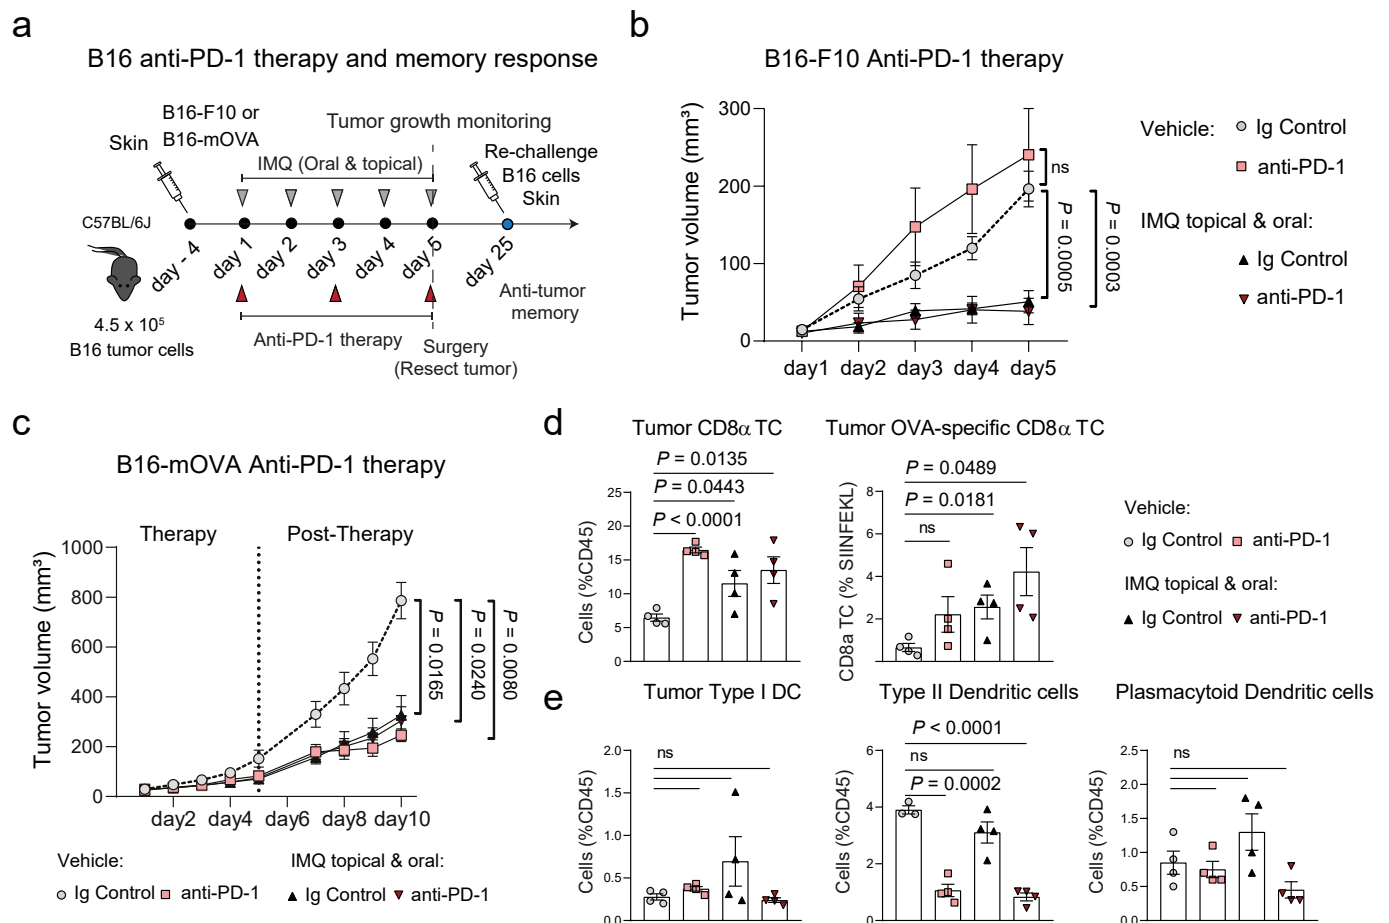 a
B16 anti-PD-1 therapy and memory response
B16-F10 or
B16-mOVA
Skin
Tumor growth monitoring
IMQ (Oral & topical)
Re-challenge
B16 cells
Skin
C57BL/6J
day - 4
day 1
day 2
day 3
day 4
day 5
day 25
4.5 x 10⁵
B16 tumor cells
Anti-PD-1 therapy
Surgery
(Resect tumor)
Anti-tumor
memory
b
B16-F10 Anti-PD-1 therapy
Tumor volume (mm³)
300
200
100
0
day1 day2 day3 day4 day5
ns
P = 0.0005
P = 0.0003
Vehicle:
Ig Control
anti-PD-1
IMQ topical & oral:
Ig Control
anti-PD-1
c
B16-mOVA Anti-PD-1 therapy
Therapy
Post-Therapy
Tumor volume (mm³)
1000
800
600
400
200
0
day2 day4 day6 day8 day10
P = 0.0165
P = 0.0240
P = 0.0080
Vehicle:
Ig Control anti-PD-1
IMQ topical & oral:
Ig Control anti-PD-1
d
Tumor CD8α TC
P = 0.0135
P = 0.0443
P < 0.0001
Cells (%CD45)
25
20
15
10
5
0
Tumor OVA-specific CD8α TC
P = 0.0489
P = 0.0181
ns
CD8a TC (% SIINFEKL)
8
6
4
2
0
Vehicle:
Ig Control anti-PD-1
IMQ topical & oral:
Ig Control anti-PD-1
e
Tumor Type I DC
ns
Cells (%CD45)
2.0
1.5
1.0
0.5
0.0
Type II Dendritic cells
P < 0.0001
ns
P = 0.0002
Cells (%CD45)
6
4
2
0
Plasmacytoid Dendritic cells
ns
Cells (%CD45)
2.5
2.0
1.5
1.0
0.5
0.0